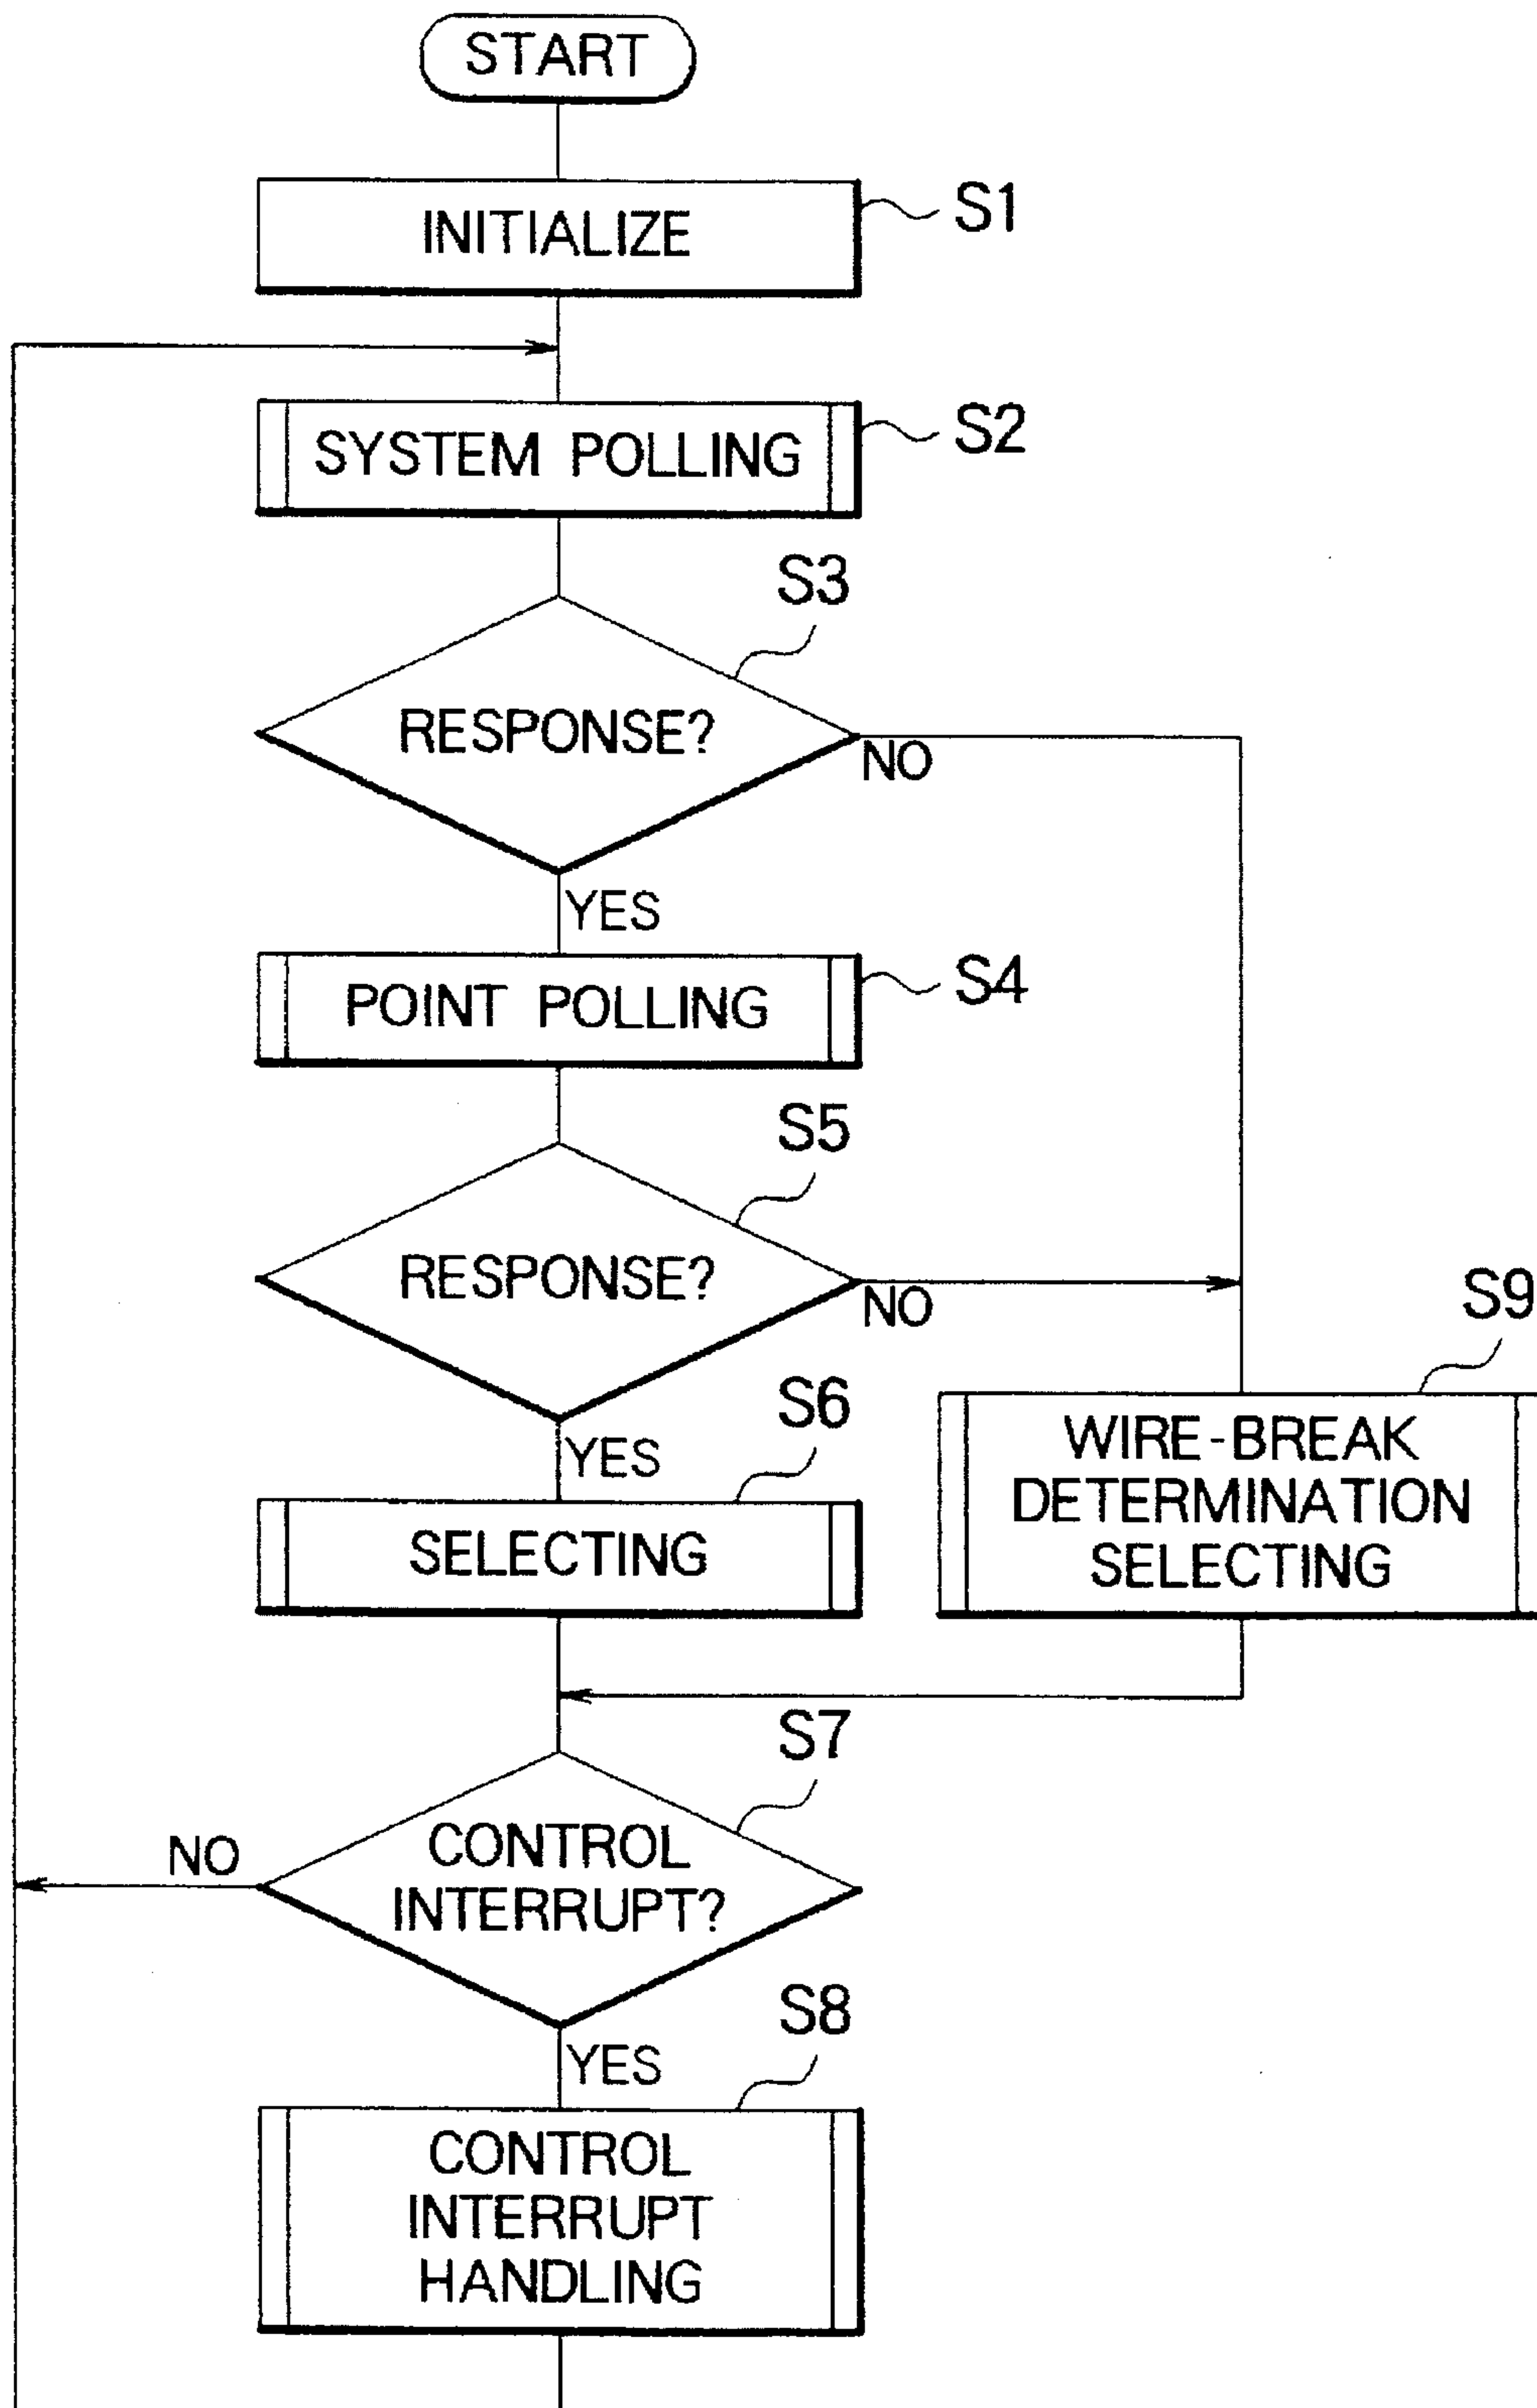 START
INITIALIZE
S1
SYSTEM POLLING
S2
S3
RESPONSE?
NO
YES
POINT POLLING
S4
S5
RESPONSE?
NO
YES
S9
WIRE-BREAK
DETERMINATION
SELECTING
S6
SELECTING
S7
CONTROL
INTERRUPT?
NO
YES
S8
CONTROL
INTERRUPT
HANDLING